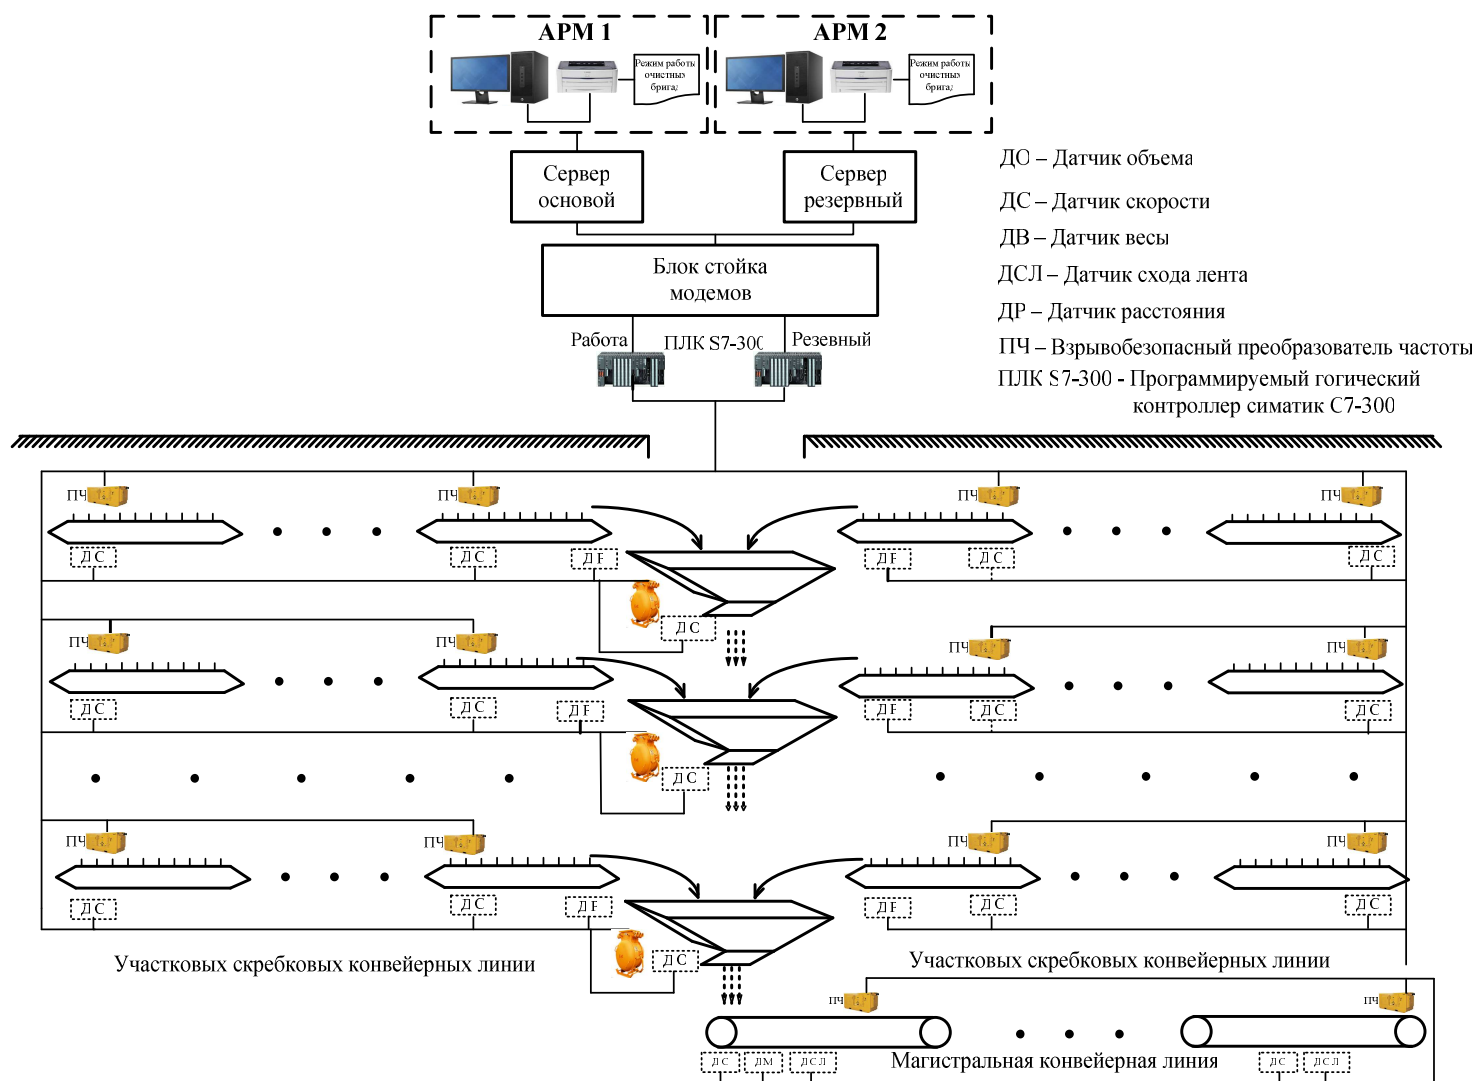 АРМ 1
АРМ 2
Режим работы
очистных
бригад
Режим работы
очистных
бригад
Сервер
основой
Сервер
резервный
Блок стойка
модемов
Работа
ПЛК S7-300
Резевный
ДО – Датчик объема
ДС – Датчик скорости
ДВ – Датчик весы
ДСЛ – Датчик схода лента
ДР – Датчик расстояния
ПЧ – Взрывобезопасный преобразователь частоты
ПЛК S7-300 - Программируемый гогический
контроллер симатик С7-300
ПЧ
ПЧ
ПЧ
ПЧ
ДС
ДС
ДР
ДР
ДС
ДС
ДС
ПЧ
ПЧ
ПЧ
ПЧ
ДС
ДС
ДР
ДР
ДС
ДС
ДС
ПЧ
ПЧ
ПЧ
ПЧ
ДС
ДС
ДР
ДР
ДС
ДС
ДС
Участковых скребковых конвейерных линии
Участковых скребковых конвейерных линии
ПЧ
ПЧ
Магистральная конвейерная линия
ДС
ДМ
ДСЛ
ДС
ДСЛ